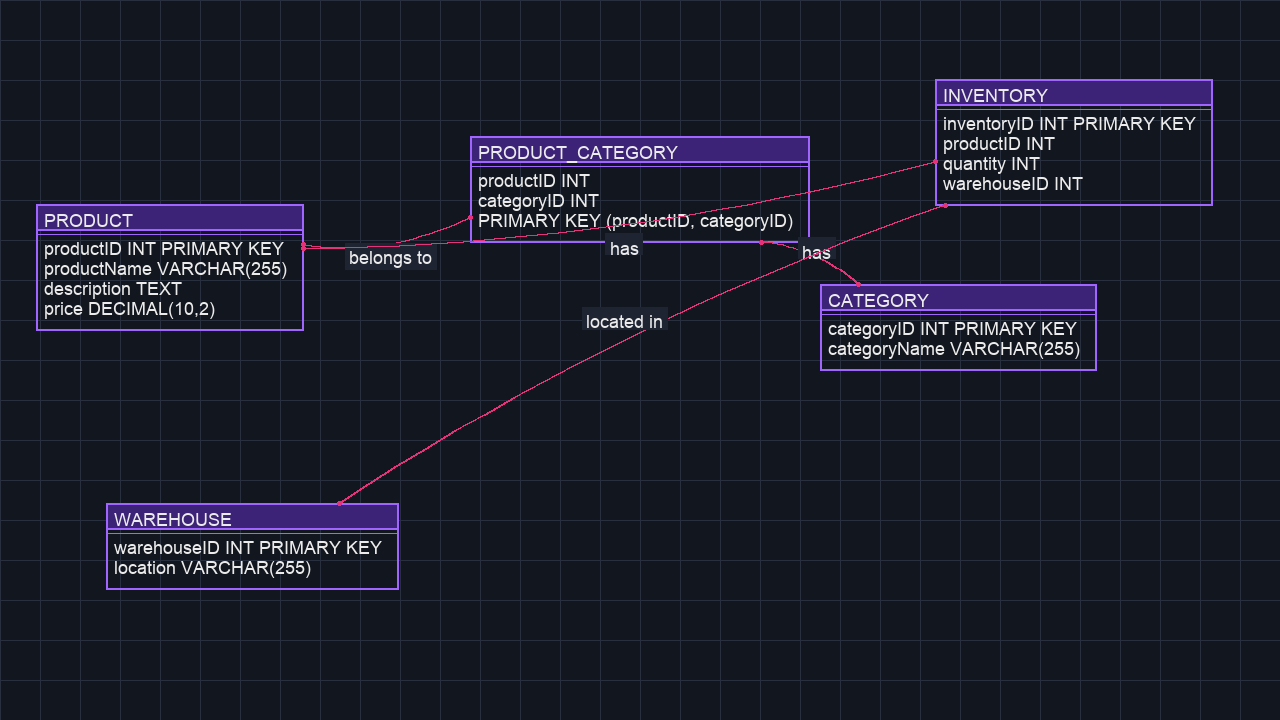 INVENTORY
inventoryID INT PRIMARY KEY
productID INT
quantity INT
warehouseID INT
PRODUCT_CATEGORY
productID INT
categoryID INT
PRIMARY KEY (productID, categoryID)
PRODUCT
productID INT PRIMARY KEY
productName VARCHAR(255)
description TEXT
price DECIMAL(10,2)
belongs to
has
has
CATEGORY
categoryID INT PRIMARY KEY
categoryName VARCHAR(255)
located in
WAREHOUSE
warehouseID INT PRIMARY KEY
location VARCHAR(255)